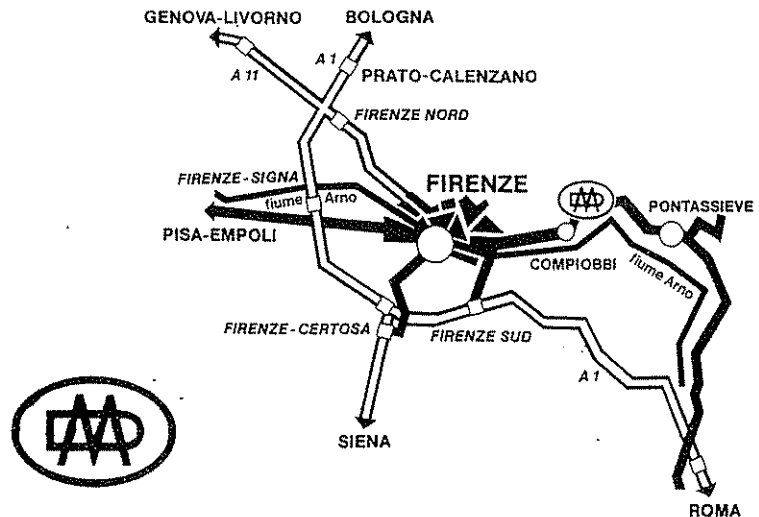 GENOVA-LIVORNO
BOLOGNA
A 11
A 1
PRATO-CALENZANO
FIRENZE NORD
FIRENZE-SIGNA
FIRENZE
fiume Arno
PONTASSIEVE
PISA-EMPOLI
COMPIOBBI
fiume Arno
FIRENZE-CERTOSA
FIRENZE SUD
A 1
SIENA
ROMA